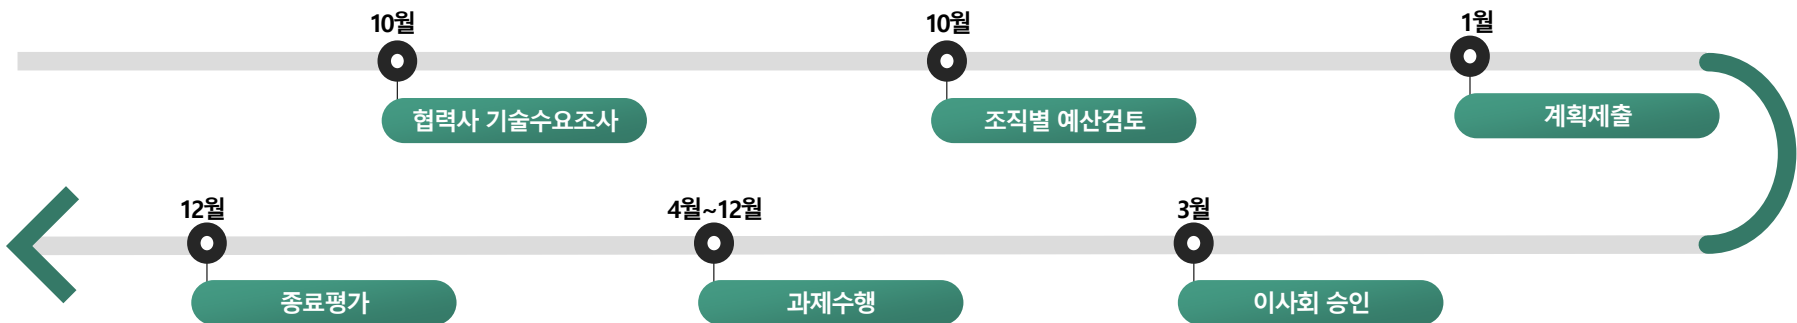 10월
협력사 기술수요조사
10월
조직별 예산검토
1월
계획제출
3월
이사회 승인
4월~12월
과제수행
12월
종료평가